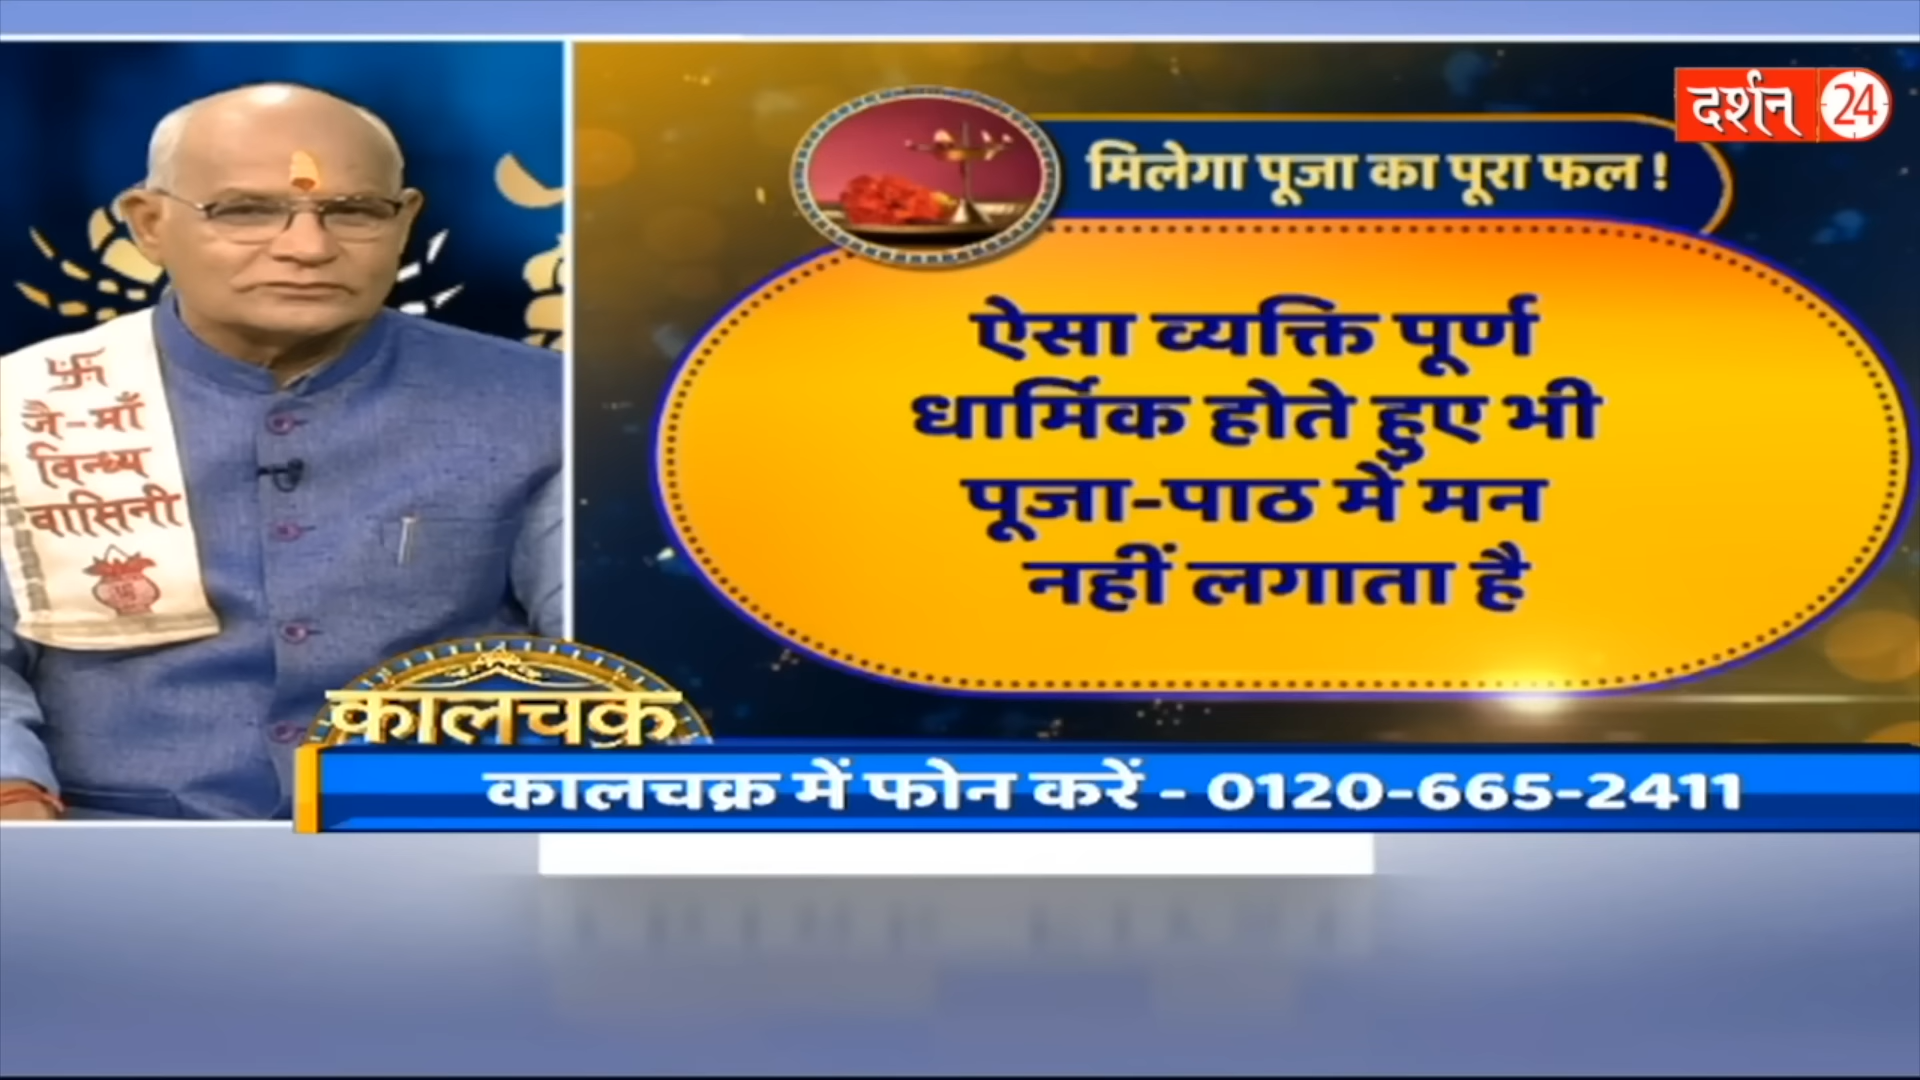 दर्शन 24
मिलेगा पूजा का पूरा फल !
ऐसा व्यक्ति पूर्ण
धार्मिक होते हुए भी
पूजा-पाठ में मन
नहीं लगाता है
जै-माँ
विन्ध्य
वासिनी
कालचक्र
कालचक्र में फोन करें - 0120-665-2411